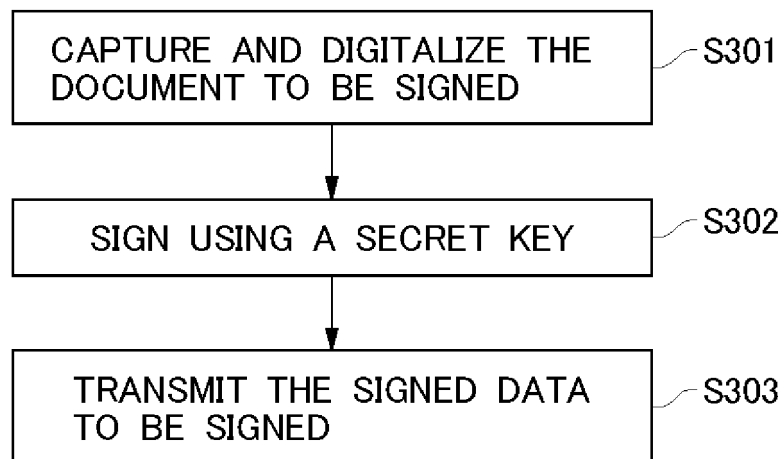 CAPTURE AND DIGITALIZE THE
DOCUMENT TO BE SIGNED
S301
SIGN USING A SECRET KEY
S302
TRANSMIT THE SIGNED DATA
TO BE SIGNED
S303